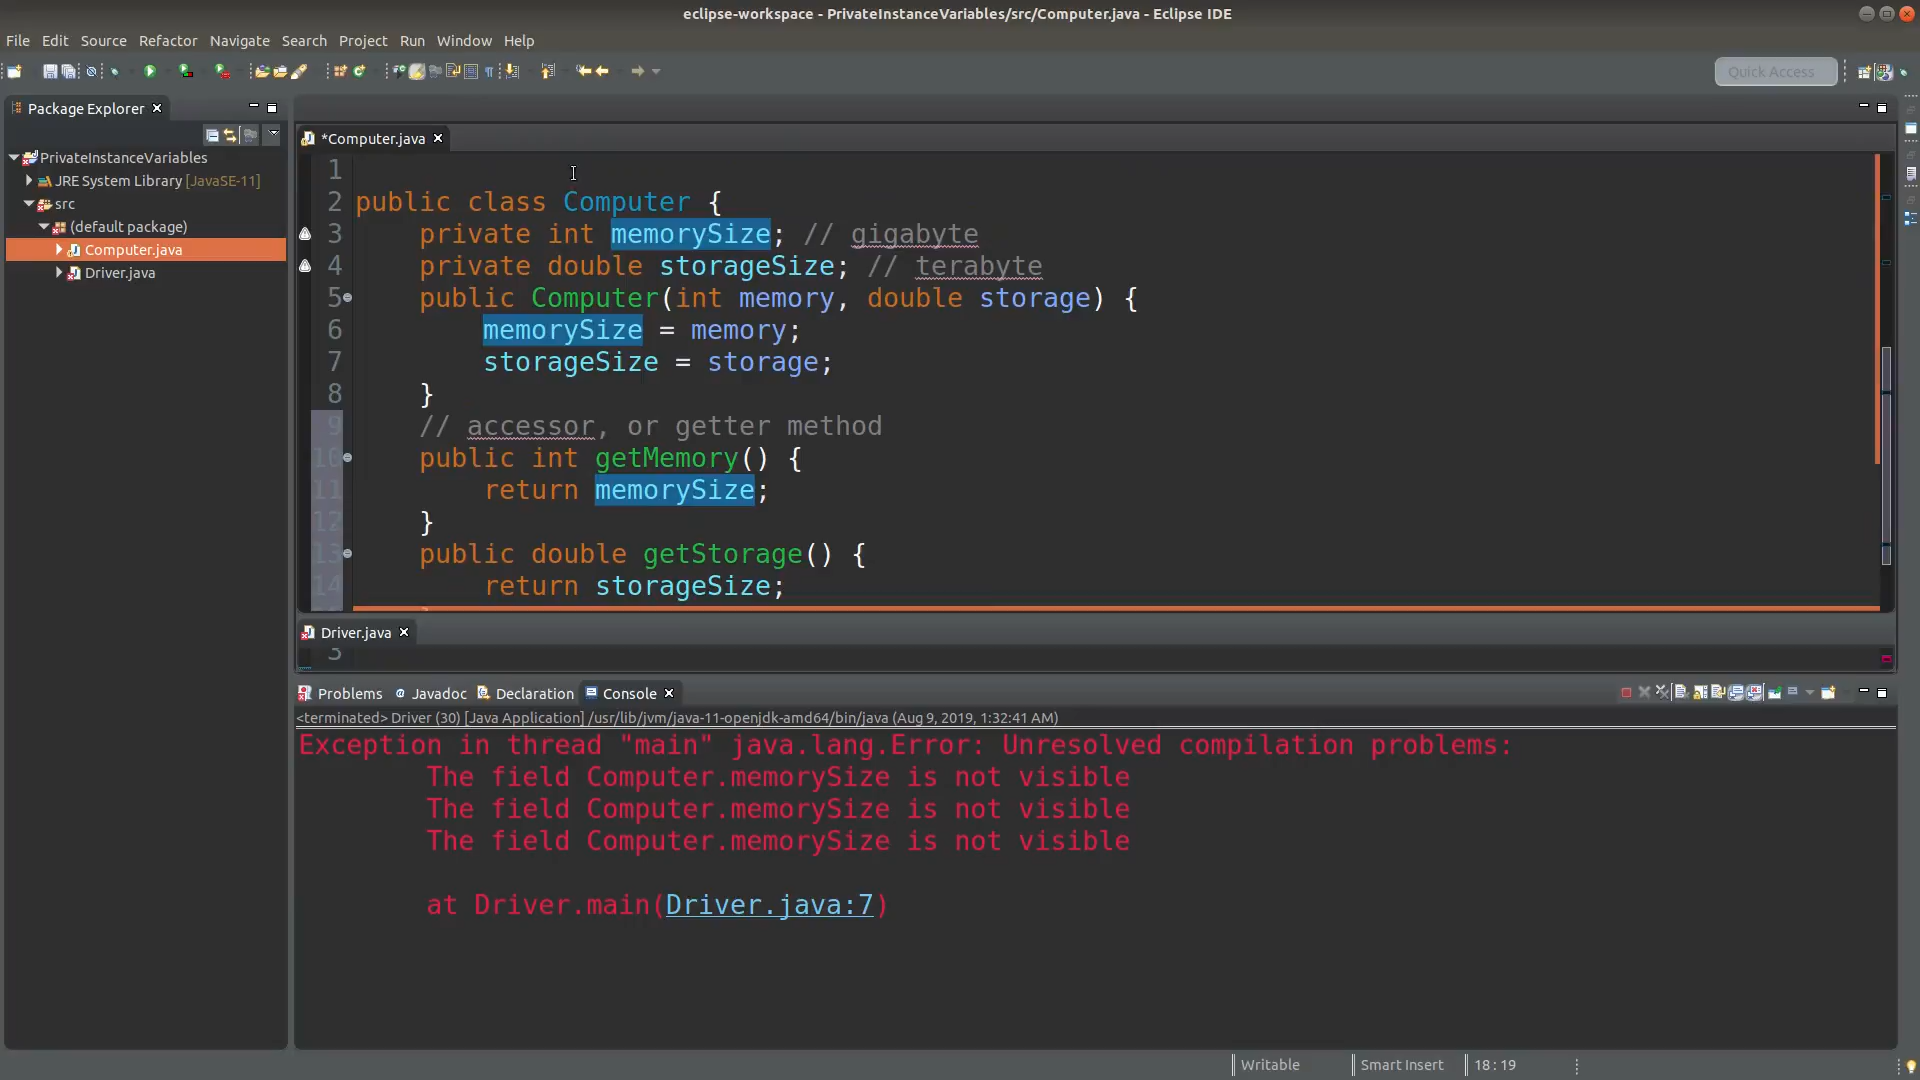 eclipse-workspace - PrivateInstanceVariables/src/Computer.java - Eclipse IDE
File Edit Source Refactor Navigate Search Project Run Window Help
Quick Access
Package Explorer
PrivateInstanceVariables
JRE System Library [JavaSE-11]
src
(default package)
Computer.java
Driver.java
*Computer.java
1
2 public class Computer {
3 private int memorySize; // gigabyte
4 private double storageSize; // terabyte
5 public Computer(int memory, double storage) {
6 memorySize = memory;
7 storageSize = storage;
8 }
9 // accessor, or getter method
10 public int getMemory() {
11 return memorySize;
12 }
13 public double getStorage() {
14 return storageSize;
Driver.java
3
Problems @ Javadoc Declaration Console
<terminated> Driver (30) [Java Application] /usr/lib/jvm/java-11-openjdk-amd64/bin/java (Aug 9, 2019, 1:32:41 AM)
Exception in thread "main" java.lang.Error: Unresolved compilation problems:
The field Computer.memorySize is not visible
The field Computer.memorySize is not visible
The field Computer.memorySize is not visible
at Driver.main(Driver.java:7)
Writable Smart Insert 18 : 19